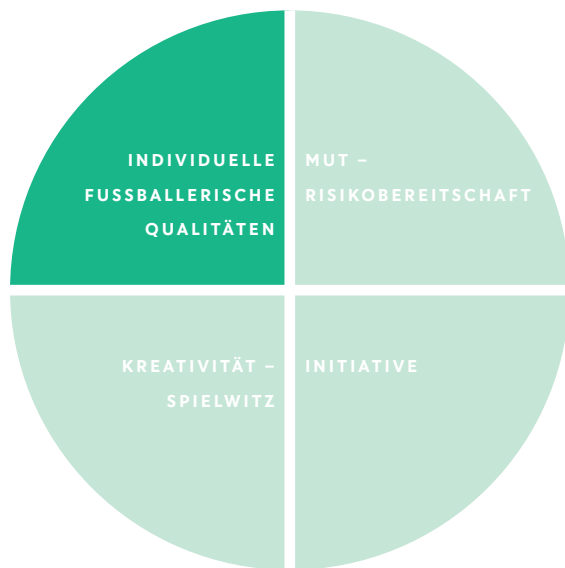 INDIVIDUELLE
FUSSBALLERISCHE
QUALITÄTEN
MUT –
RISIKOBEREITSCHAFT
KREATIVITÄT –
SPIELWITZ
INITIATIVE